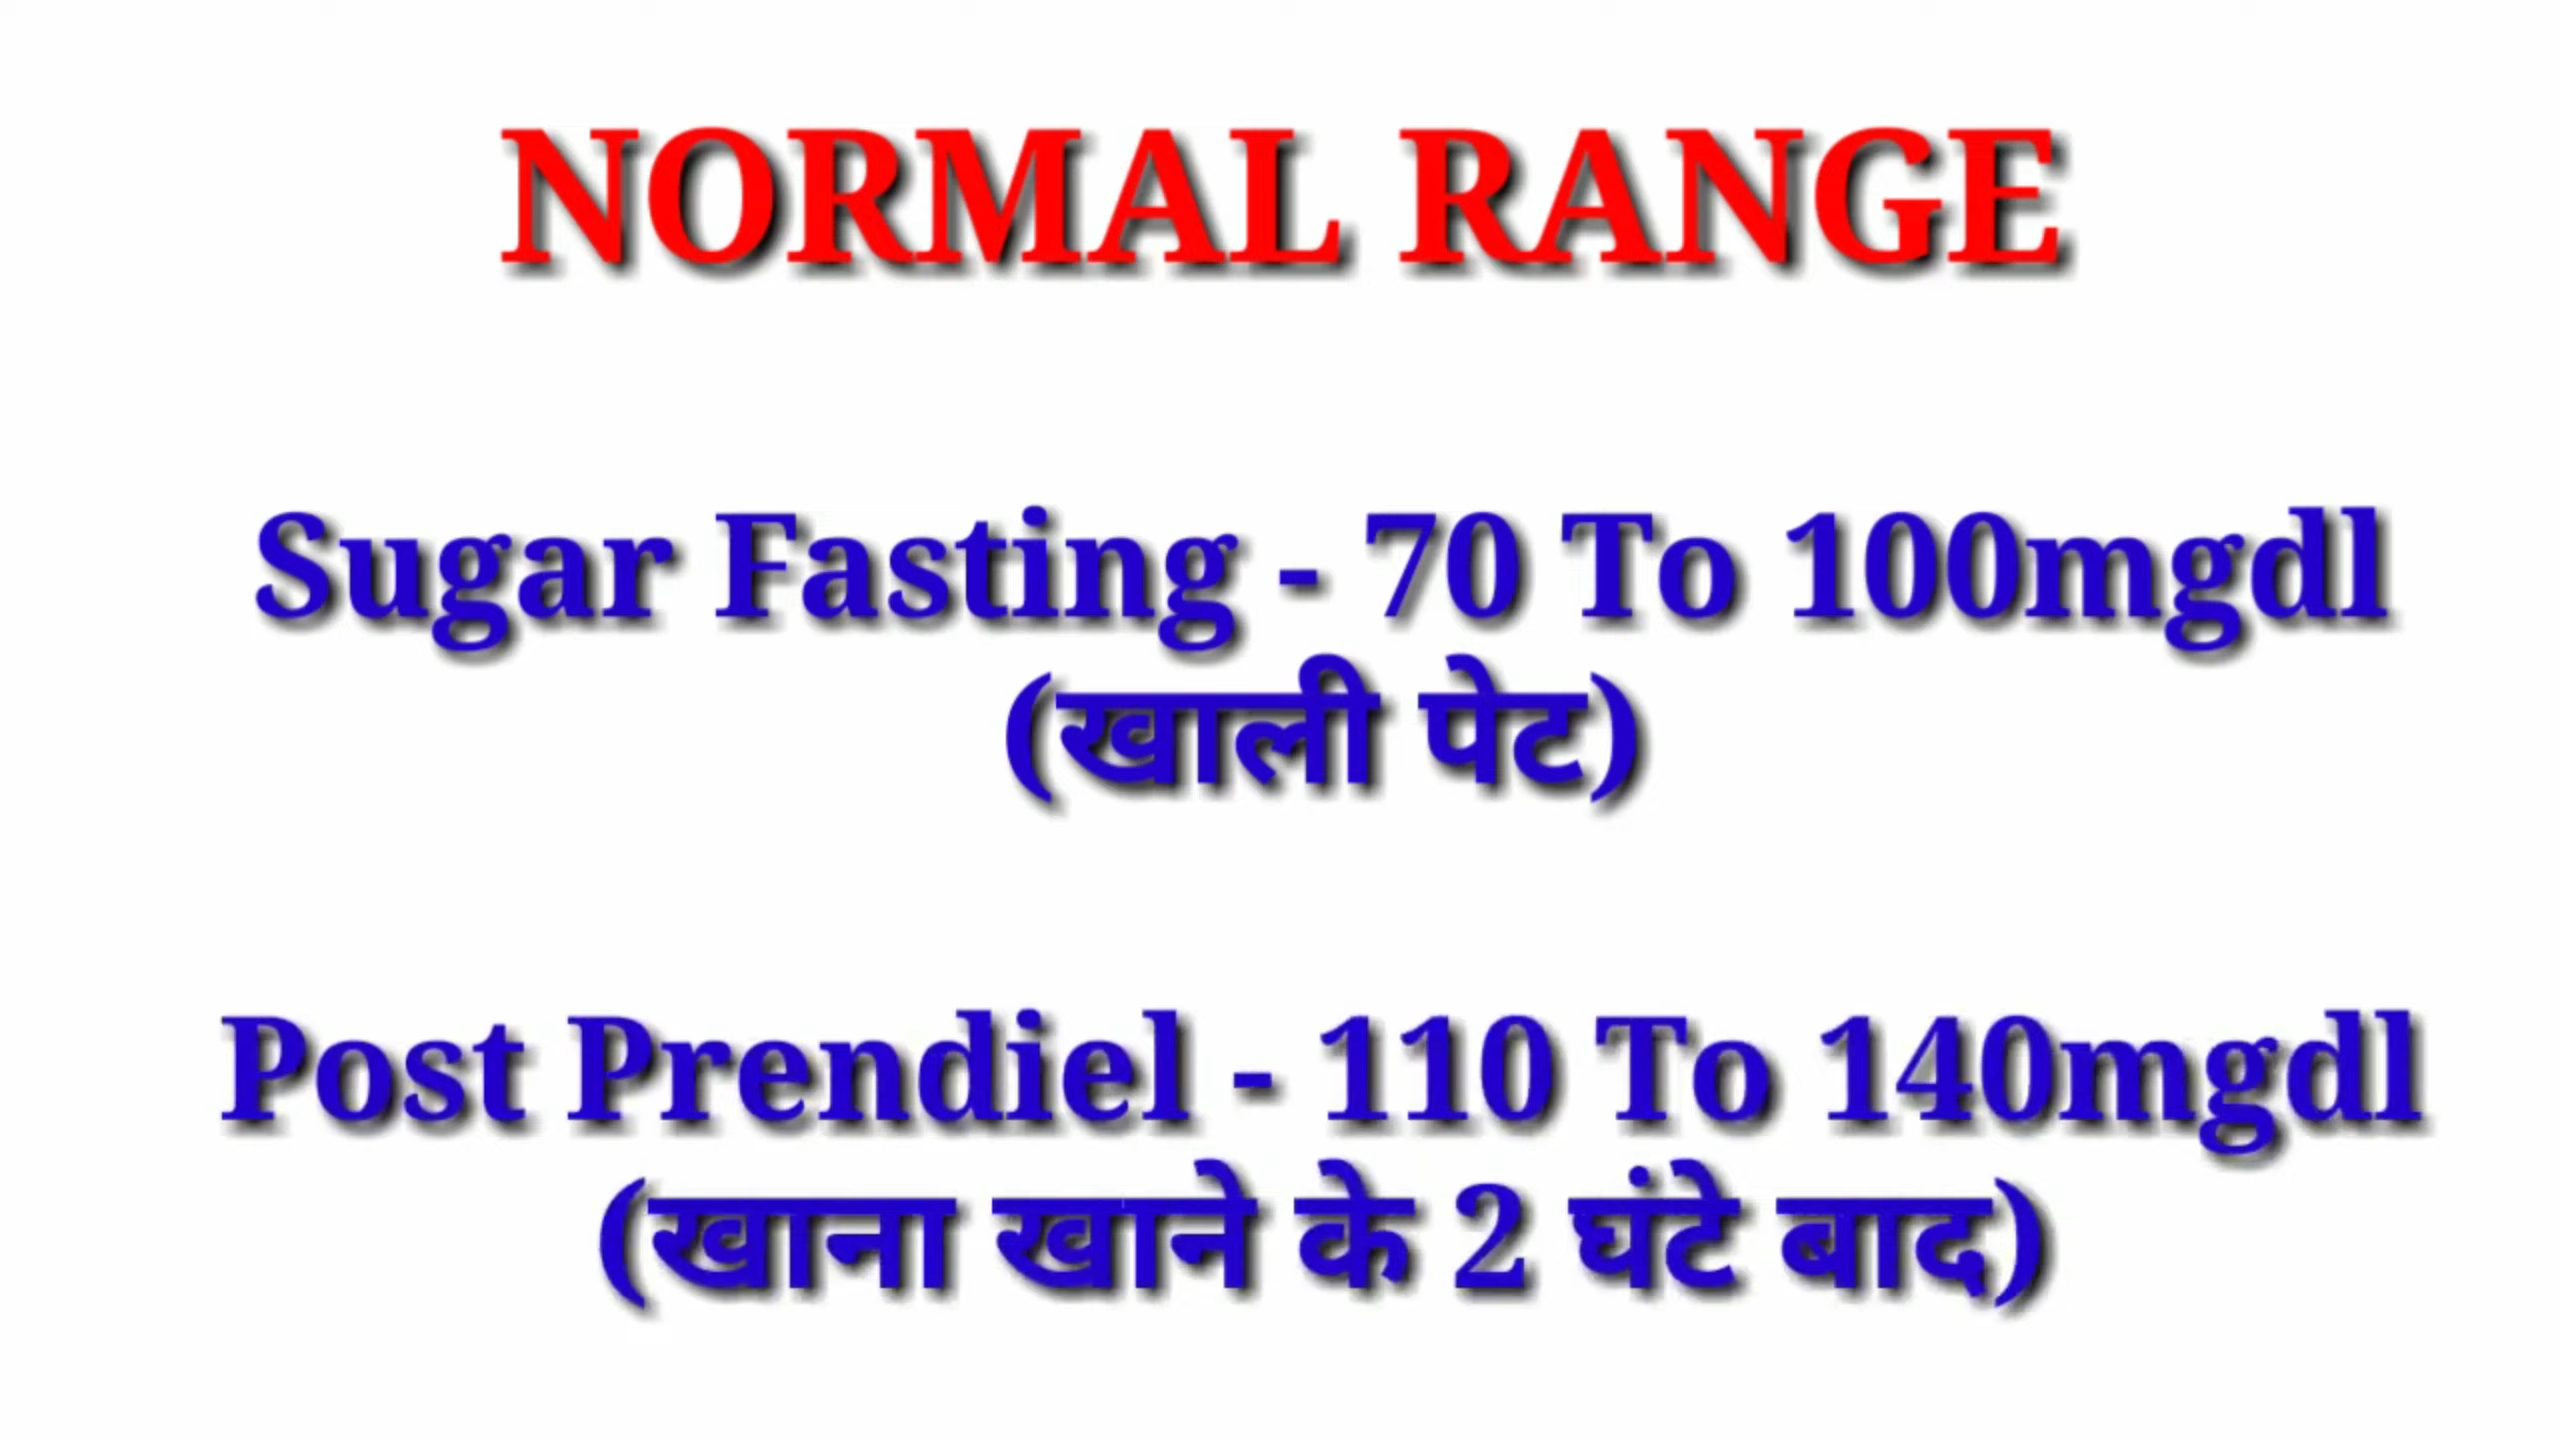 NORMAL RANGE
Sugar Fasting - 70 To 100mgdl
(खाली पेट)
Post Prendiel - 110 To 140mgdl
(खाना खाने के 2 घंटे बाद)